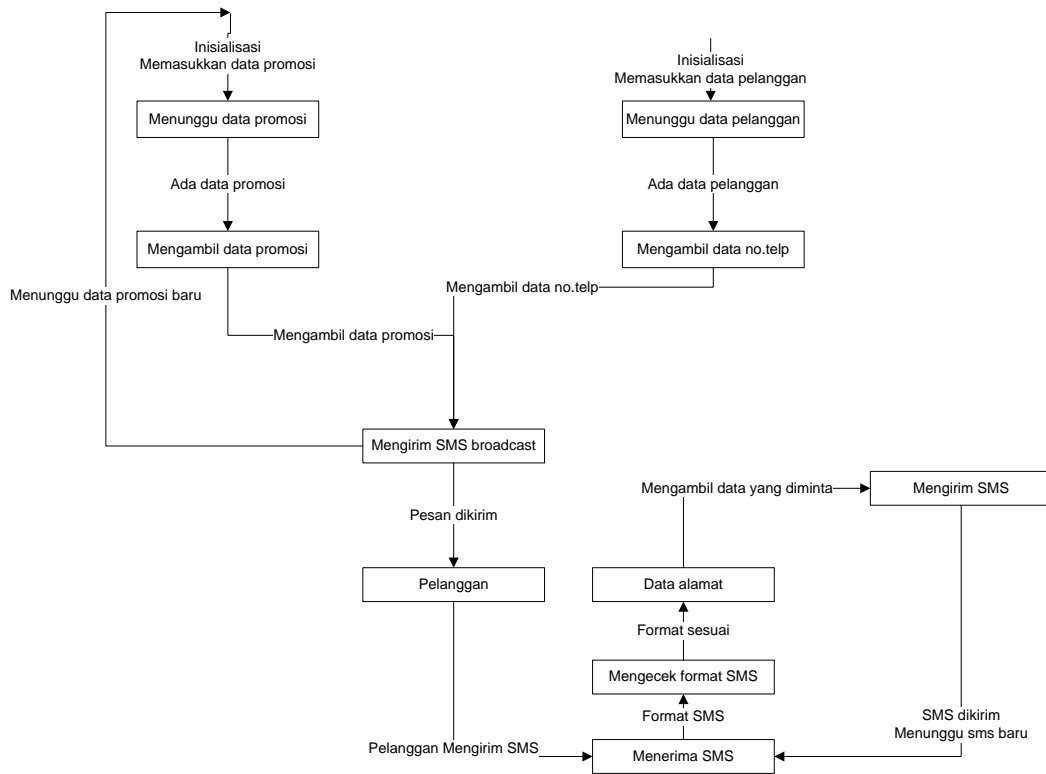 Inisialisasi
Memasukkan data promosi
Inisialisasi
Memasukkan data pelanggan
Menunggu data promosi
Menunggu data pelanggan
Ada data promosi
Ada data pelanggan
Mengambil data promosi
Mengambil data no.telp
Menunggu data promosi baru
Mengambil data no.telp
Mengambil data promosi
Mengirim SMS broadcast
Mengambil data yang diminta
Mengirim SMS
Pesan dikirim
Pelanggan
Data alamat
Format sesuai
Mengecek format SMS
Format SMS
SMS dikirim
Menunggu sms baru
Pelanggan Mengirim SMS
Menerima SMS